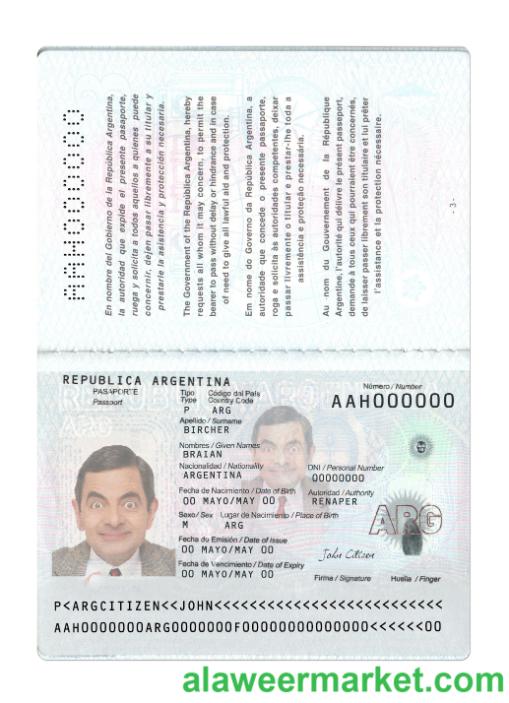 AAH000000
En nombre del Gobierno de la República Argentina,
la autoridad que expide el presente pasaporte,
ruega y solicita a todos aquellos a quienes puede
concernir, dejen pasar libremente a su titular y
prestarle la asistencia y protección necesaria.
The Government of the República Argentina, hereby
requests all whom it may concern, to permit the
bearer to pass without delay or hindrance and in case
of need to give all lawful aid and protection.
Em nome do Governo da República Argentina, a
autoridade que concede o presente passaporte,
roga e solicita às autoridades competentes, deixar
passar livremente o titular e prestar-lhe toda a
assistência e proteção necessária.
Au nom du Gouvernement de la République
Argentine, l'autorité qui délivre le présent passeport,
demande à tous ceux qui pourraient être concernés,
de laisser passer librement son titulaire et lui prêter
l'assistance et la protection nécessaire.
- 3 -
REPUBLICA ARGENTINA
PASAPORTE
Passport
Tipo Código del País
Type Country Code
P ARG
Número / Number
AAH000000
Apellido / Surname
BIRCHER
Nombres / Given Names
BRAIAN
Nacionalidad / Nationality
ARGENTINA
DNI / Personal Number
00000000
Fecha de Nacimiento / Date of Birth
00 MAYO/MAY 00
Autoridad / Authority
RENAPER
Sexo / Sex Lugar de Nacimiento / Place of Birth
M ARG
ARG
Fecha de Emisión / Date of Issue
00 MAYO/MAY 00
John Citizen
Fecha de Vencimiento / Date of Expiry
00 MAYO/MAY 00
Firma / Signature Huella / Finger
P<ARGCITIZEN<<JOHN<<<<<<<<<<<<<<<<<<<<<<<<<<
AAH0000000ARG0000000F00000000000000<<<<<<00
alaweermarket.com